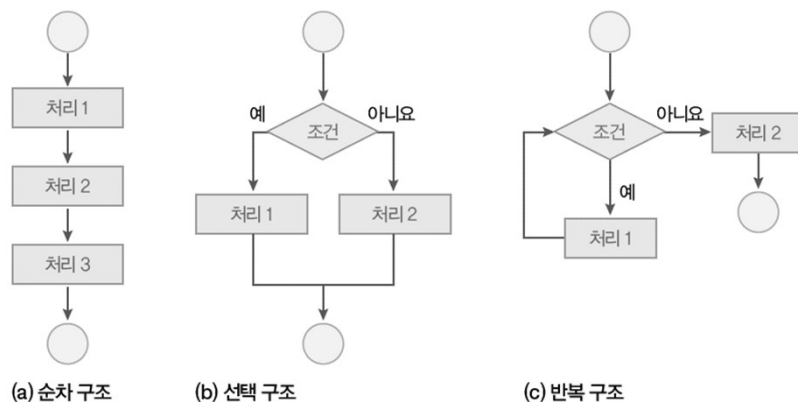 처리 1
처리 2
처리 3
(a) 순차 구조
예
아니요
조건
처리 1
처리 2
(b) 선택 구조
조건
아니요
처리 2
예
처리 1
(c) 반복 구조